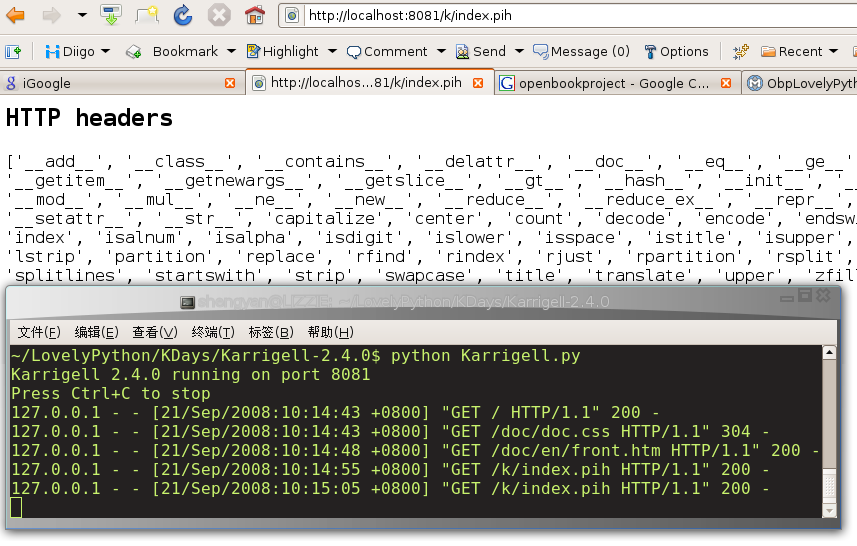 http://localhost:8081/k/index.pih
Diigo Bookmark Highlight Comment Send Message (0) Options Recent
iGoogle http://localhos...81/k/index.pih openbookproject - Google C... ObpLovelyPyth
HTTP headers
['__add__', '__class__', '__contains__', '__delattr__', '__doc__', '__eq__', '__ge__'
'__getitem__', '__getnewargs__', '__getslice__', '__gt__', '__hash__', '__init__', '_
'__mod__', '__mul__', '__ne__', '__new__', '__reduce__', '__reduce_ex__', '__repr__',
'__setattr__', '__str__', 'capitalize', 'center', 'count', 'decode', 'encode', 'endswi
'index', 'isalnum', 'isalpha', 'isdigit', 'islower', 'isspace', 'istitle', 'isupper',
'lstrip', 'partition', 'replace', 'rfind', 'rindex', 'rjust', 'rpartition', 'rsplit',
'splitlines', 'startswith', 'strip', 'swapcase', 'title', 'translate', 'upper', 'zfill
shengyan@LIZZIE: ~/LovelyPython/KDays/Karrigell-2.4.0
文件(F) 编辑(E) 查看(V) 终端(T) 标签(B) 帮助(H)
~/LovelyPython/KDays/Karrigell-2.4.0$ python Karrigell.py
Karrigell 2.4.0 running on port 8081
Press Ctrl+C to stop
127.0.0.1 - - [21/Sep/2008:10:14:43 +0800] "GET / HTTP/1.1" 200 -
127.0.0.1 - - [21/Sep/2008:10:14:43 +0800] "GET /doc/doc.css HTTP/1.1" 304 -
127.0.0.1 - - [21/Sep/2008:10:14:48 +0800] "GET /doc/en/front.htm HTTP/1.1" 200 -
127.0.0.1 - - [21/Sep/2008:10:14:55 +0800] "GET /k/index.pih HTTP/1.1" 200 -
127.0.0.1 - - [21/Sep/2008:10:15:05 +0800] "GET /k/index.pih HTTP/1.1" 200 -